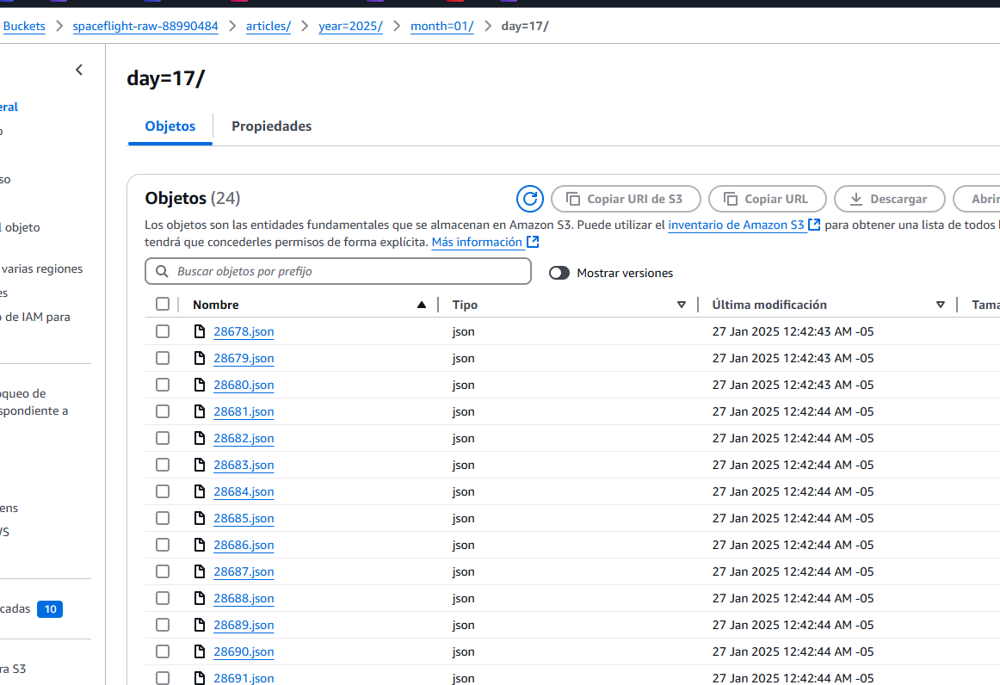 Buckets > spaceflight-raw-88990484 > articles/ > year=2025/ > month=01/ > day=17/
day=17/
Objetos Propiedades
Objetos (24)
Copiar URI de S3 Copiar URL Descargar Abrir
Los objetos son las entidades fundamentales que se almacenan en Amazon S3. Puede utilizar el inventario de Amazon S3 para obtener una lista de todos l
tendrá que concederles permisos de forma explícita. Más información
Buscar objetos por prefijo Mostrar versiones
Nombre Tipo Última modificación Tama
28678.json json 27 Jan 2025 12:42:43 AM -05
28679.json json 27 Jan 2025 12:42:43 AM -05
28680.json json 27 Jan 2025 12:42:43 AM -05
28681.json json 27 Jan 2025 12:42:44 AM -05
28682.json json 27 Jan 2025 12:42:44 AM -05
28683.json json 27 Jan 2025 12:42:44 AM -05
28684.json json 27 Jan 2025 12:42:44 AM -05
28685.json json 27 Jan 2025 12:42:44 AM -05
28686.json json 27 Jan 2025 12:42:44 AM -05
28687.json json 27 Jan 2025 12:42:44 AM -05
28688.json json 27 Jan 2025 12:42:44 AM -05
28689.json json 27 Jan 2025 12:42:44 AM -05
28690.json json 27 Jan 2025 12:42:44 AM -05
28691.json json 27 Jan 2025 12:42:44 AM -05
eral
o
so
l objeto
varias regiones
es
o de IAM para
oqueo de
spondiente a
ens
VS
cadas 10
ra S3